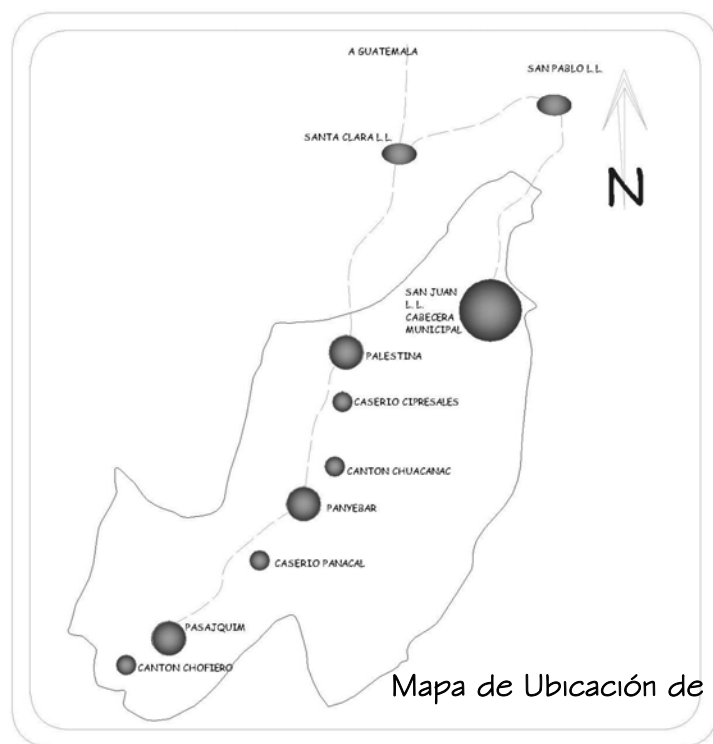 A GUATEMALA
SAN PABLO L.L.
SANTA CLARA L.L.
N
SAN JUAN
L.L.
CABECERA
MUNICIPAL
PALESTINA
CASERIO CIPRESALES
CANTON CHUACANAC
PANYEBAR
CASERIO PANACAL
PASAJQUIM
CANTON CHOFIERO
Mapa de Ubicación de